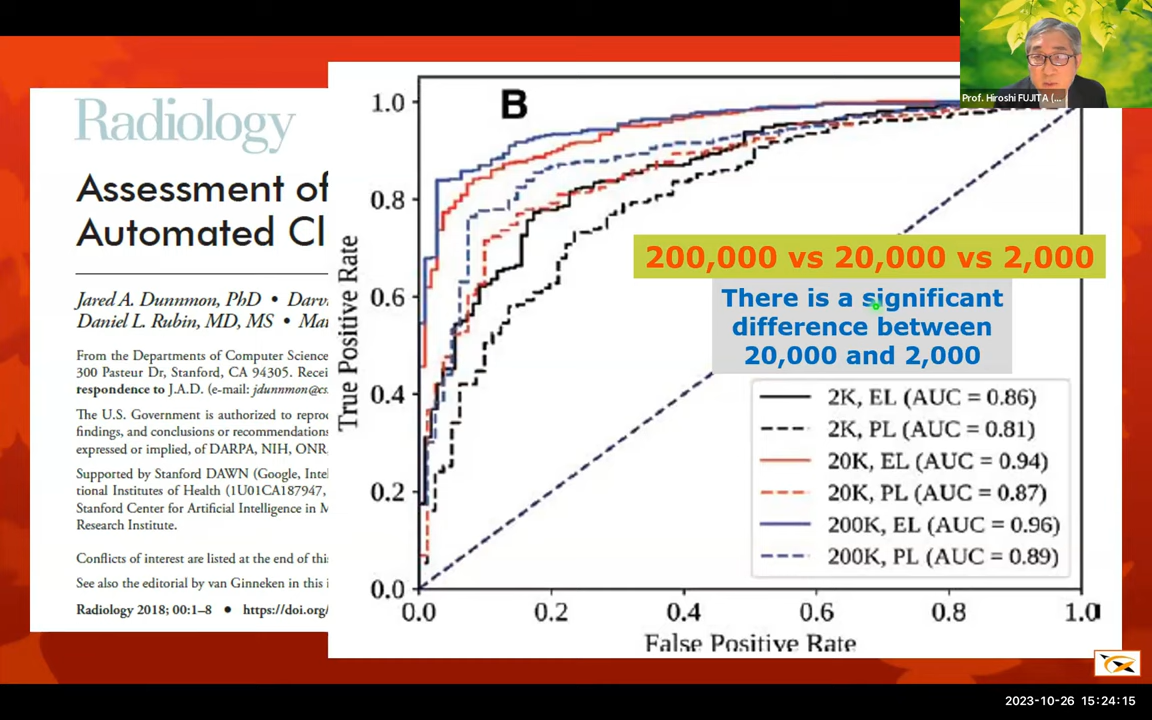 Radiology
Assessment of
Automated Cl
Jared A. Dunnmon, PhD • Darv
Daniel L. Rubin, MD, MS • Mat
From the Departments of Computer Science
300 Pasteur Dr, Stanford, CA 94305. Recei
respondence to J.A.D. (e-mail: jdunnmon@cs
The U.S. Government is authorized to reproc
findings, and conclusions or recommendations
expressed or implied, of DARPA, NIH, ONR,
Supported by Stanford DAWN (Google, Intel
tional Institutes of Health (1U01CA187947,
Stanford Center for Artificial Intelligence in M
Research Institute.
Conflicts of interest are listed at the end of this
See also the editorial by van Ginneken in this i
Radiology 2018; 00:1–8 • https://doi.org/
B
True Positive Rate
1.0
0.8
0.6
0.4
0.2
0.0
0.0 0.2 0.4 0.6 0.8 1.0
False Positive Rate
200,000 vs 20,000 vs 2,000
There is a significant
difference between
20,000 and 2,000
2K, EL (AUC = 0.86)
2K, PL (AUC = 0.81)
20K, EL (AUC = 0.94)
20K, PL (AUC = 0.87)
200K, EL (AUC = 0.96)
200K, PL (AUC = 0.89)
Prof. Hiroshi FUJITA (...
2023-10-26 15:24:15